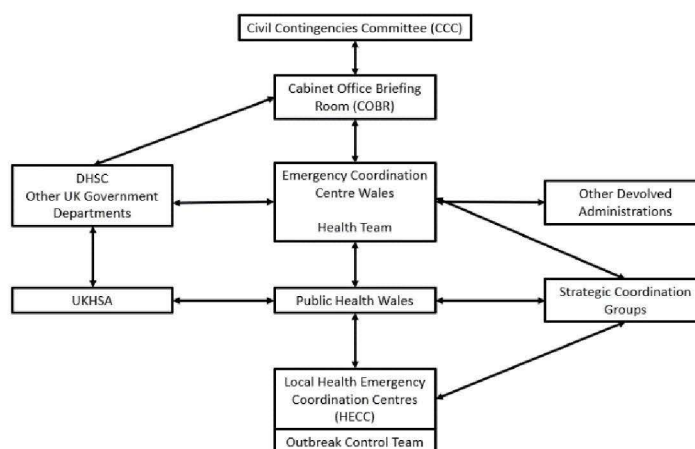 Civil Contingencies Committee (CCC)
Cabinet Office Briefing
Room (COBR)
DHSC
Other UK Government
Departments
Emergency Coordination
Centre Wales
Health Team
Other Devolved
Administrations
UKHSA
Public Health Wales
Strategic Coordination
Groups
Local Health Emergency
Coordination Centres
(HECC)
Outbreak Control Team